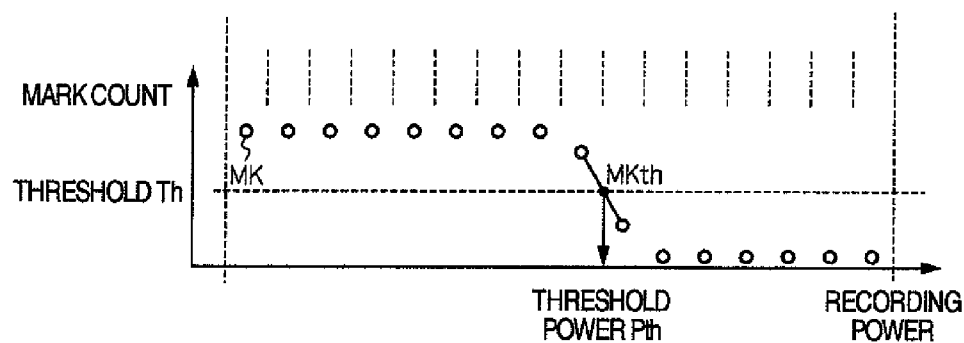 MARK COUNT
MK
THRESHOLD Th
MKth
THRESHOLD
POWER Pth
RECORDING
POWER